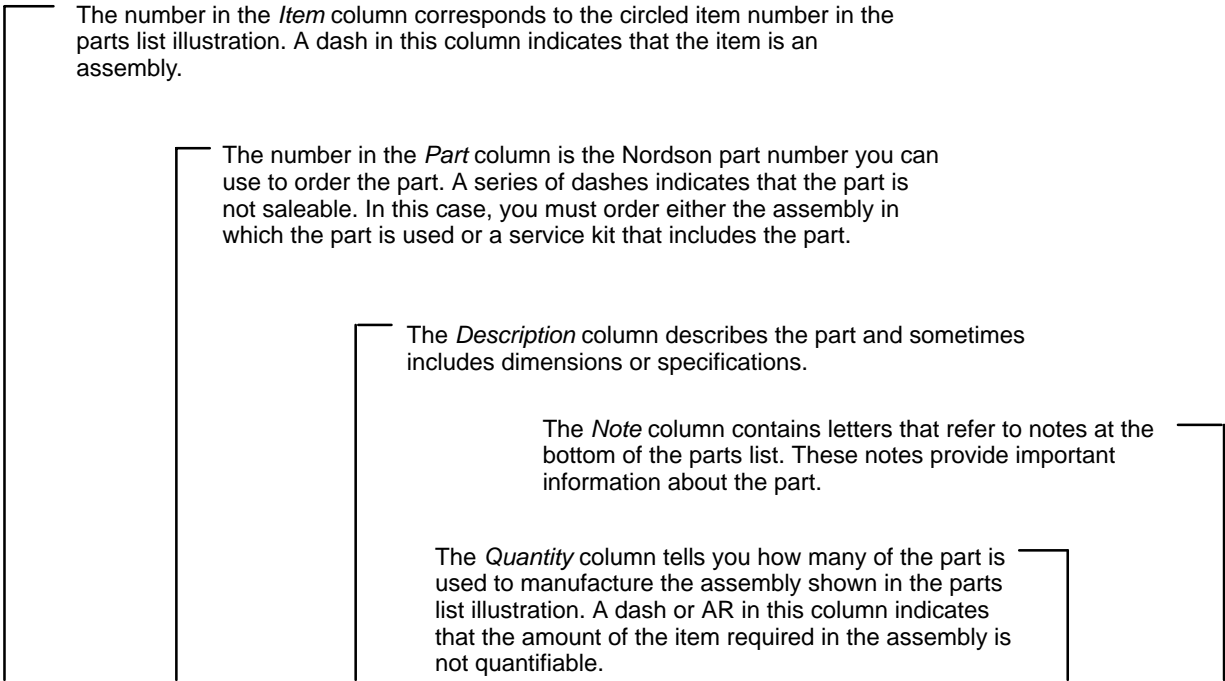 The number in the Item column corresponds to the circled item number in the
parts list illustration. A dash in this column indicates that the item is an
assembly.
The number in the Part column is the Nordson part number you can
use to order the part. A series of dashes indicates that the part is
not saleable. In this case, you must order either the assembly in
which the part is used or a service kit that includes the part.
The Description column describes the part and sometimes
includes dimensions or specifications.
The Note column contains letters that refer to notes at the
bottom of the parts list. These notes provide important
information about the part.
The Quantity column tells you how many of the part is
used to manufacture the assembly shown in the parts
list illustration. A dash or AR in this column indicates
that the amount of the item required in the assembly is
not quantifiable.